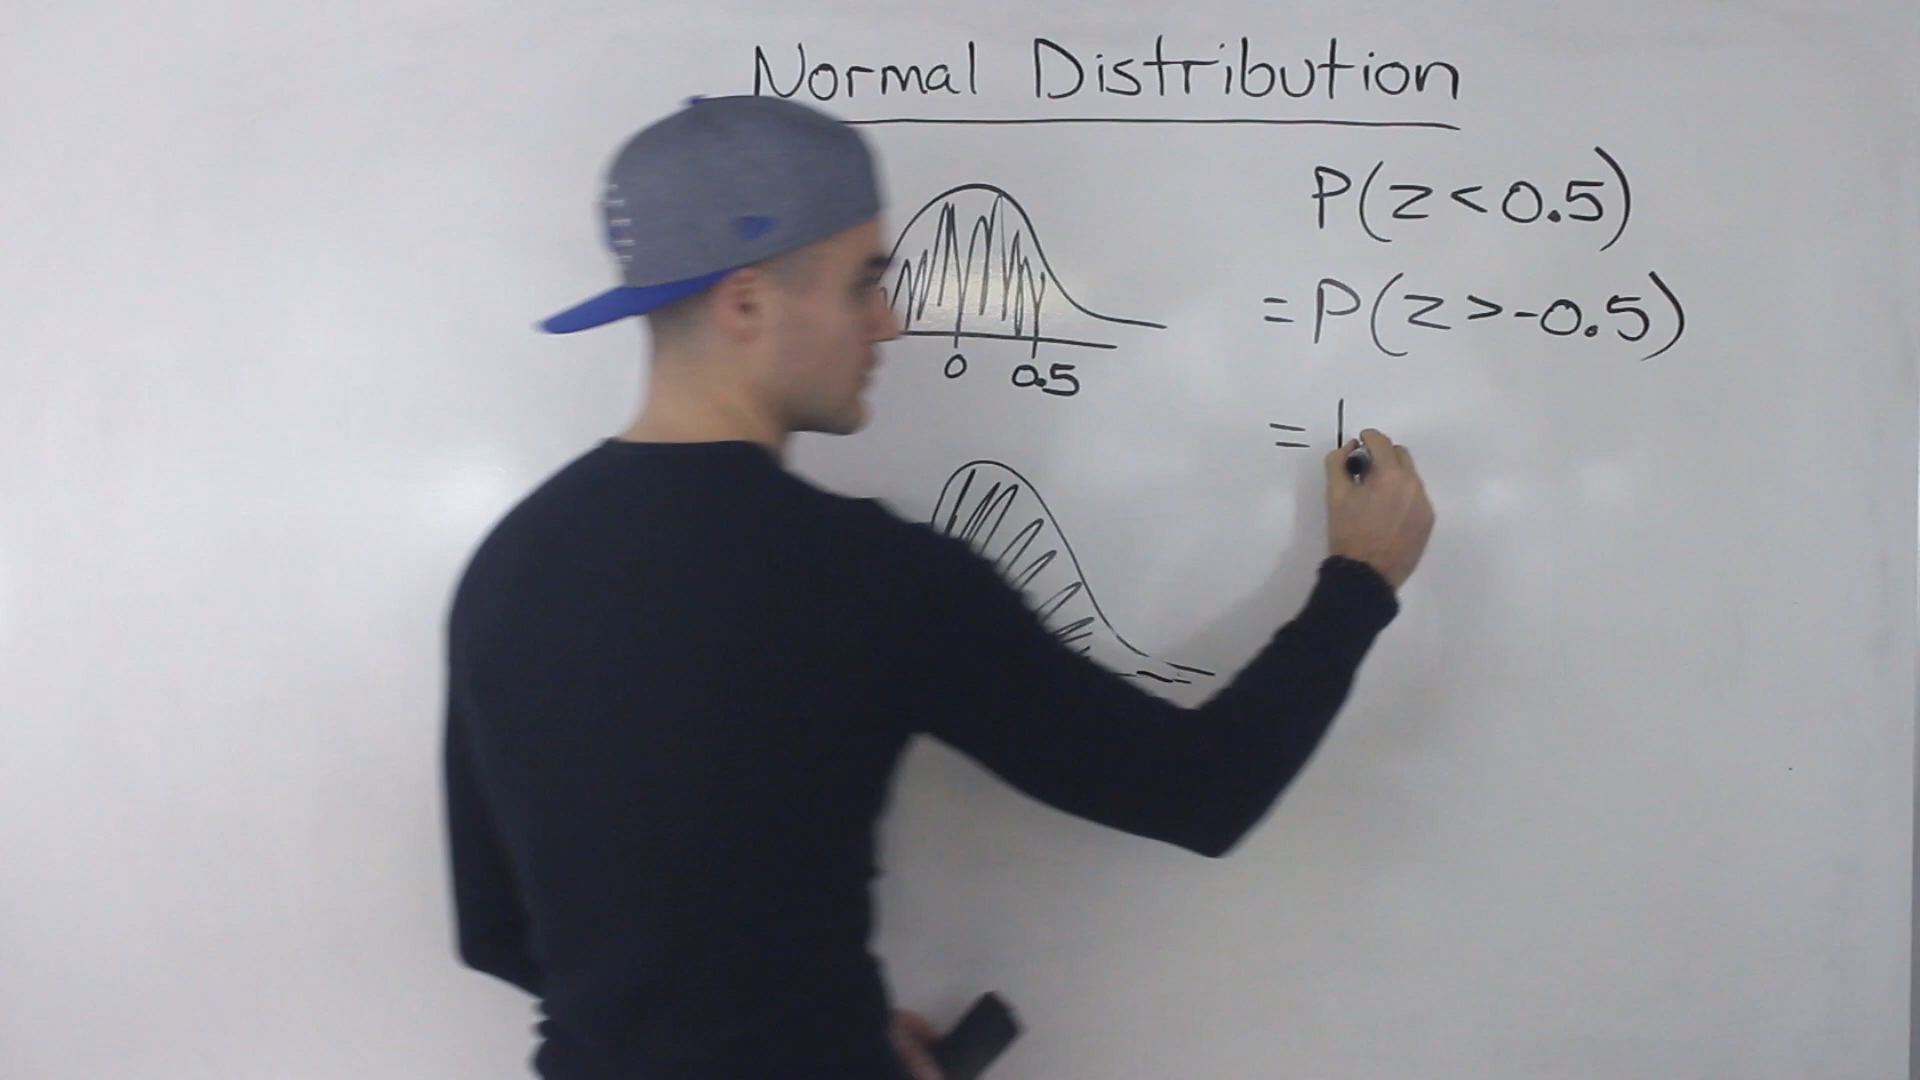 Normal Distribution
P(z<0.5)
0 0.5
=P(z>-0.5)
=